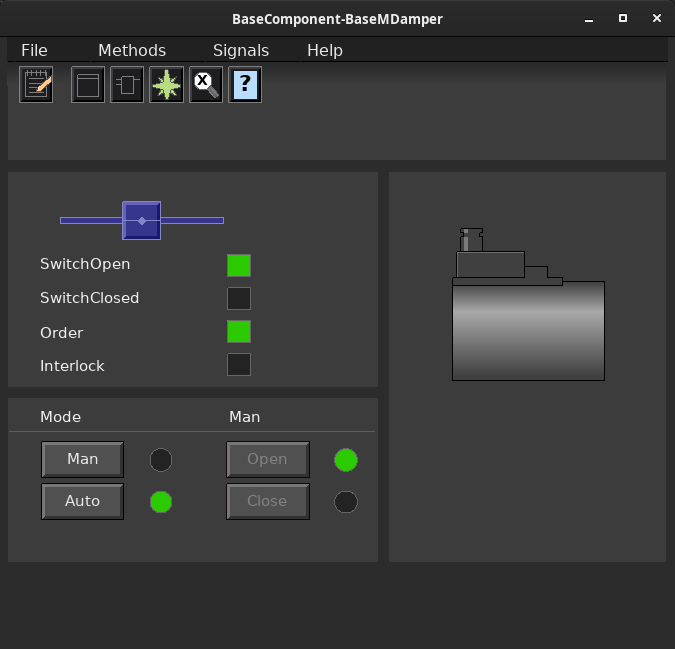 BaseComponent-BaseMDamper
File Methods Signals Help
X ?
SwitchOpen
SwitchClosed
Order
Interlock
Mode Man
Man Open
Auto Close